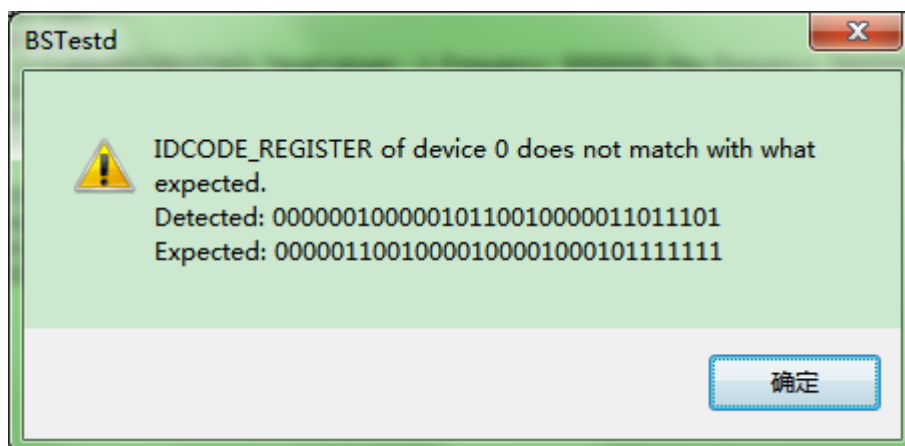 BSTestd
IDCODE_REGISTER of device 0 does not match with what
expected.
Detected: 00000010000010110010000011011101
Expected: 00000110010000100001000101111111
确定